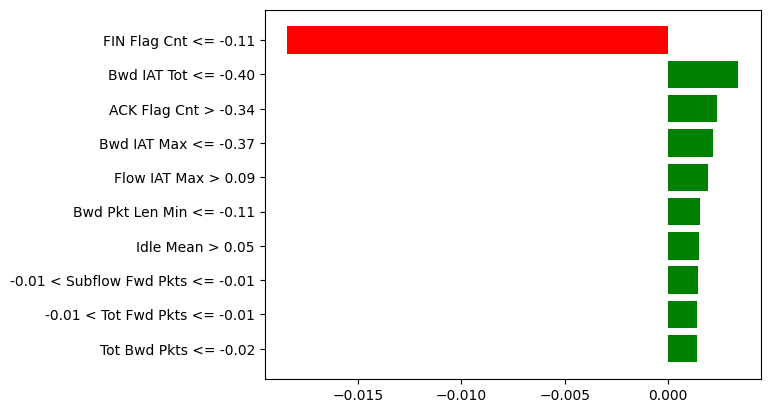 FIN Flag Cnt <= -0.11
Bwd IAT Tot <= -0.40
ACK Flag Cnt > -0.34
Bwd IAT Max <= -0.37
Flow IAT Max > 0.09
Bwd Pkt Len Min <= -0.11
Idle Mean > 0.05
-0.01 < Subflow Fwd Pkts <= -0.01
-0.01 < Tot Fwd Pkts <= -0.01
Tot Bwd Pkts <= -0.02
−0.015 −0.010 −0.005 0.000